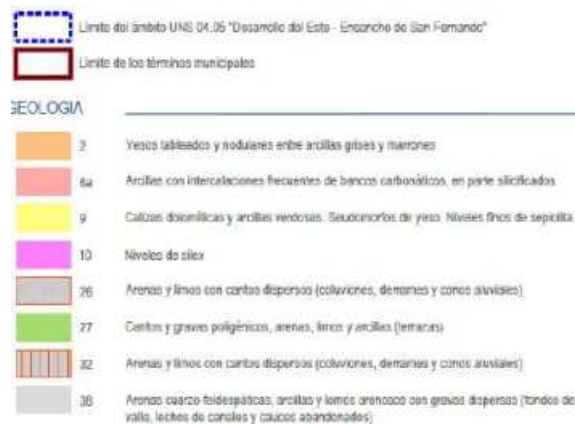 Límite del ámbito UNS 04.05 "Desarrollo del Este - Ensanche de San Fernando"
Límite de los términos municipales
GEOLOGIA
2 Yesos tableados y nodulares entre arcillas grises y marrones
6a Arcillas con intercalaciones frecuentes de bancos carbonáticos, en parte silicificados
9 Calizas dolomíticas y arcillas verdosas. Seudomorfos de yeso. Niveles finos de sepiolita
10 Niveles de sílex
26 Arenas y limos con cantos dispersos (coluviones, derrames y conos aluviales)
27 Cantos y gravas poligénicos, arenas, limos y arcillas (terrazas)
32 Arenas y limos con cantos dispersos (coluviones, derrames y conos aluviales)
38 Arenas cuarzo-feldespáticas, arcillas y limos arenosos con gravas dispersas (fondos de
valle, lechos de canales y cauces abandonados)